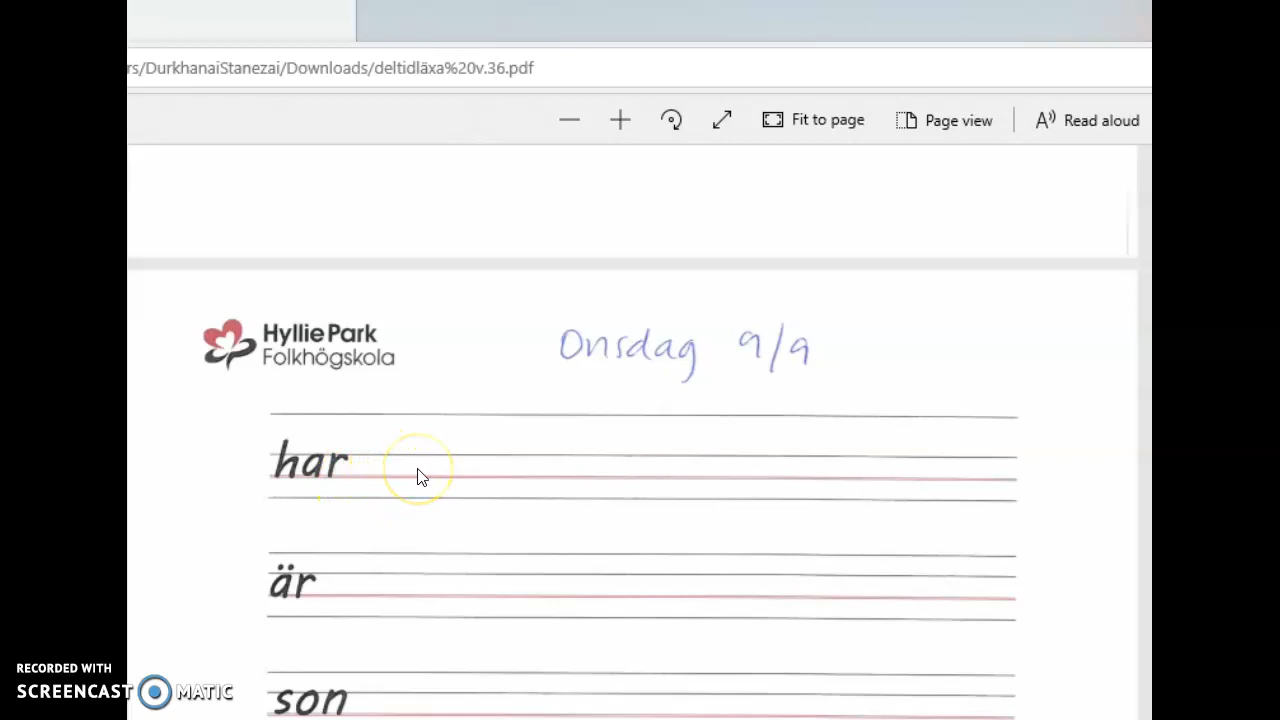 rs/DurkhanaiStanezai/Downloads/deltidläxa%20v.36.pdf
Fit to page
Page view
Read aloud
Hyllie Park
Folkhögskola
Onsdag 9/9
har
är
son
RECORDED WITH
SCREENCAST MATIC